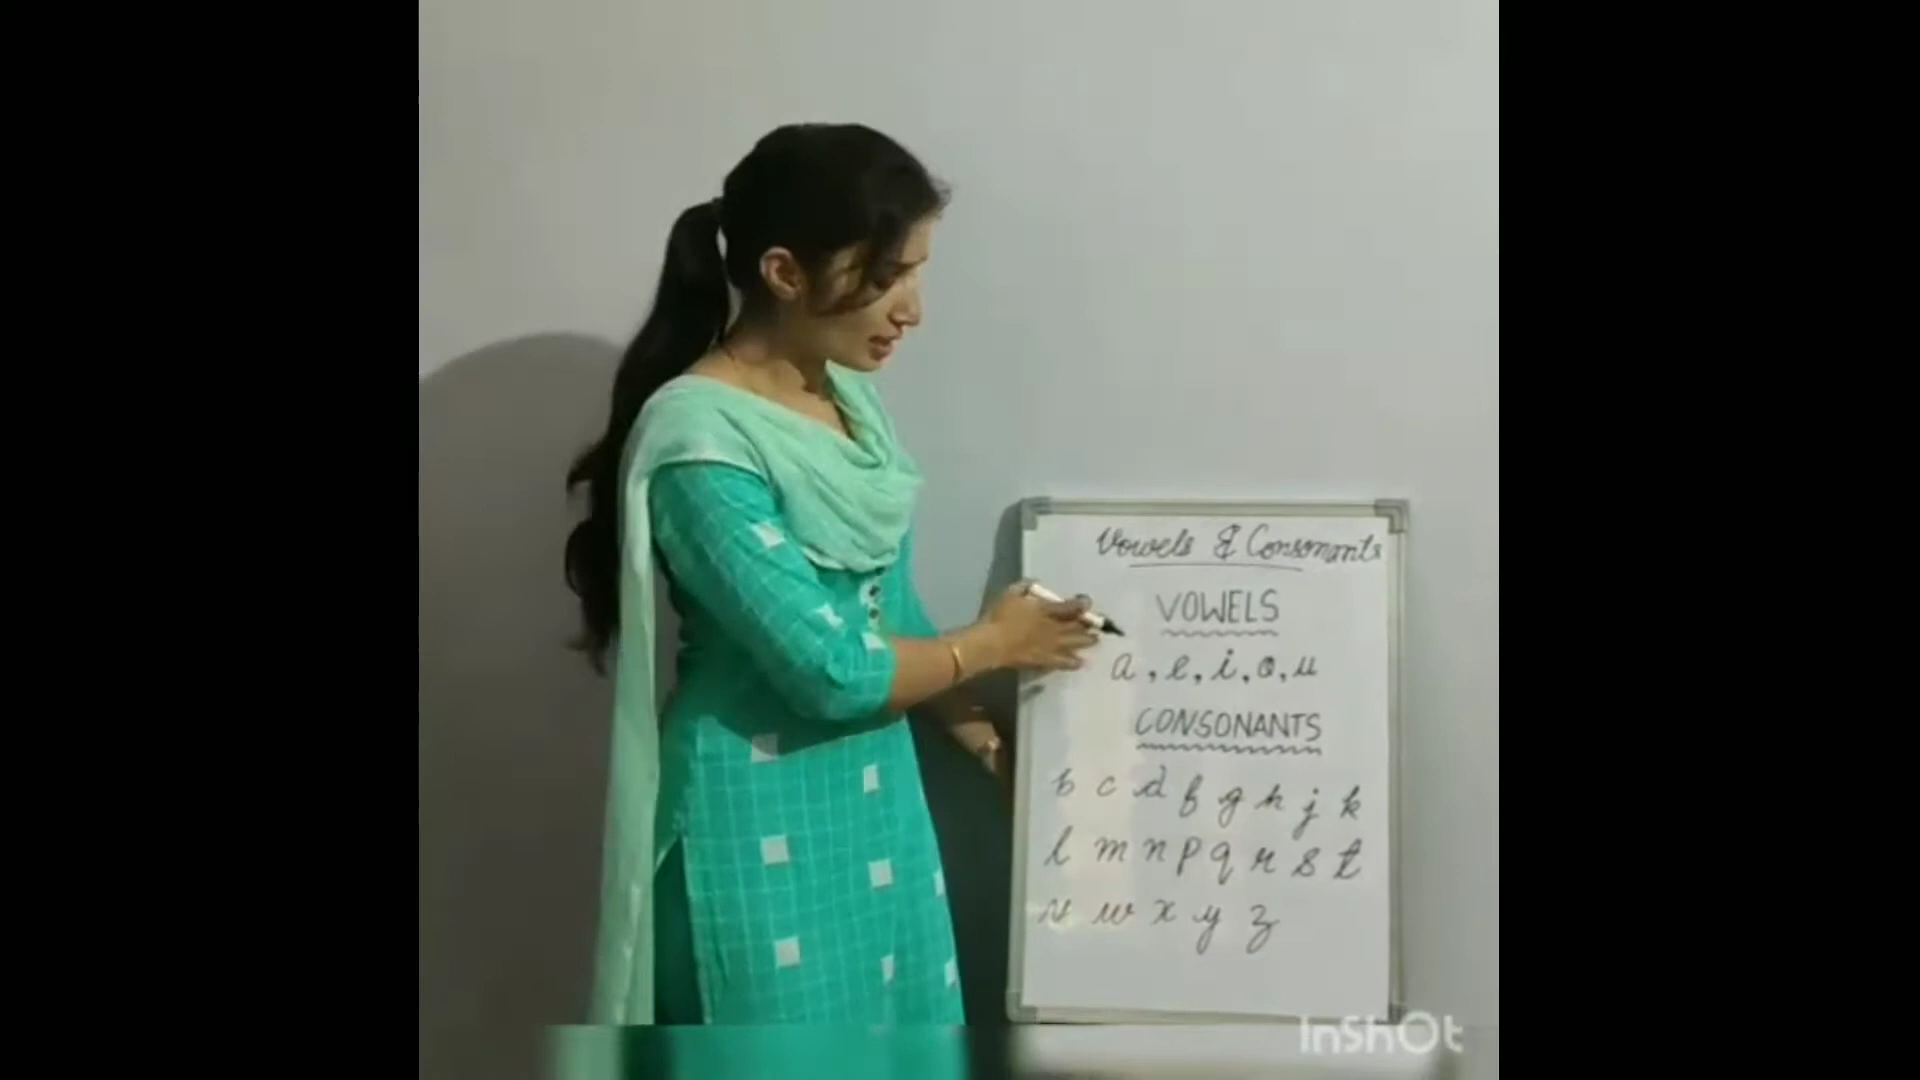 Vowels & Consonants
VOWELS
a, e, i, o, u
CONSONANTS
b c d f g h j k
l m n p q r s t
v w x y z
InShOt